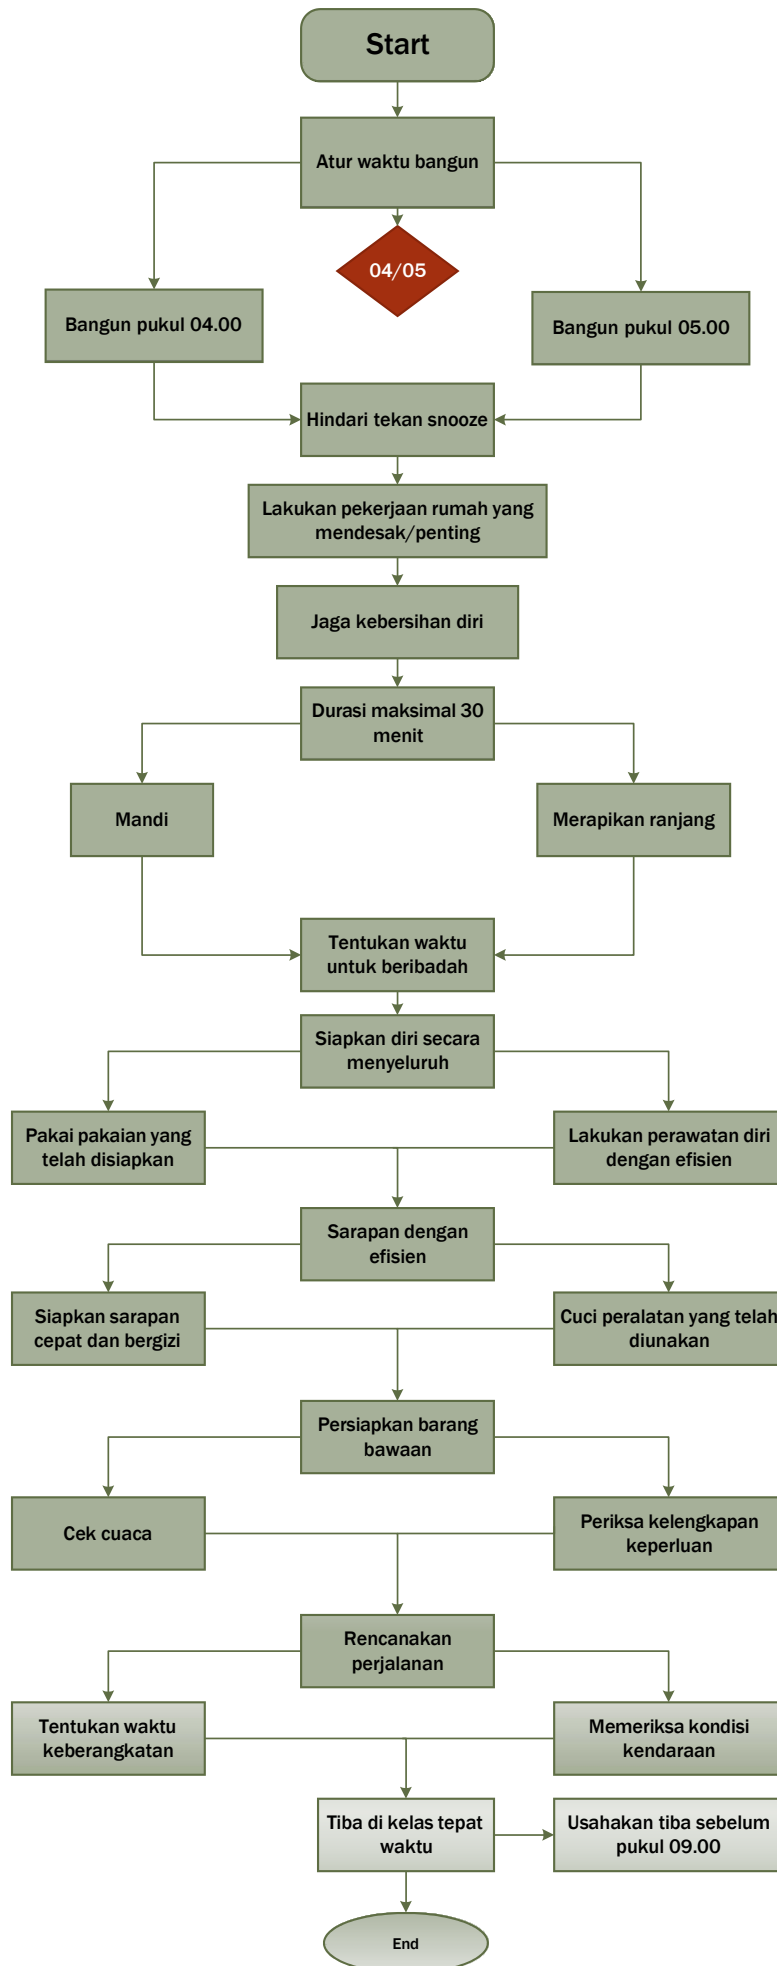 Start
Atur waktu bangun
04/05
Bangun pukul 04.00
Bangun pukul 05.00
Hindari tekan snooze
Lakukan pekerjaan rumah yang
mendesak/penting
Jaga kebersihan diri
Durasi maksimal 30
menit
Mandi
Merapikan ranjang
Tentukan waktu
untuk beribadah
Siapkan diri secara
menyeluruh
Pakai pakaian yang
telah disiapkan
Lakukan perawatan diri
dengan efisien
Sarapan dengan
efisien
Siapkan sarapan
cepat dan bergizi
Cuci peralatan yang telah
diunakan
Persiapkan barang
bawaan
Cek cuaca
Periksa kelengkapan
keperluan
Rencanakan
perjalanan
Tentukan waktu
keberangkatan
Memeriksa kondisi
kendaraan
Tiba di kelas tepat
waktu
Usahakan tiba sebelum
pukul 09.00
End